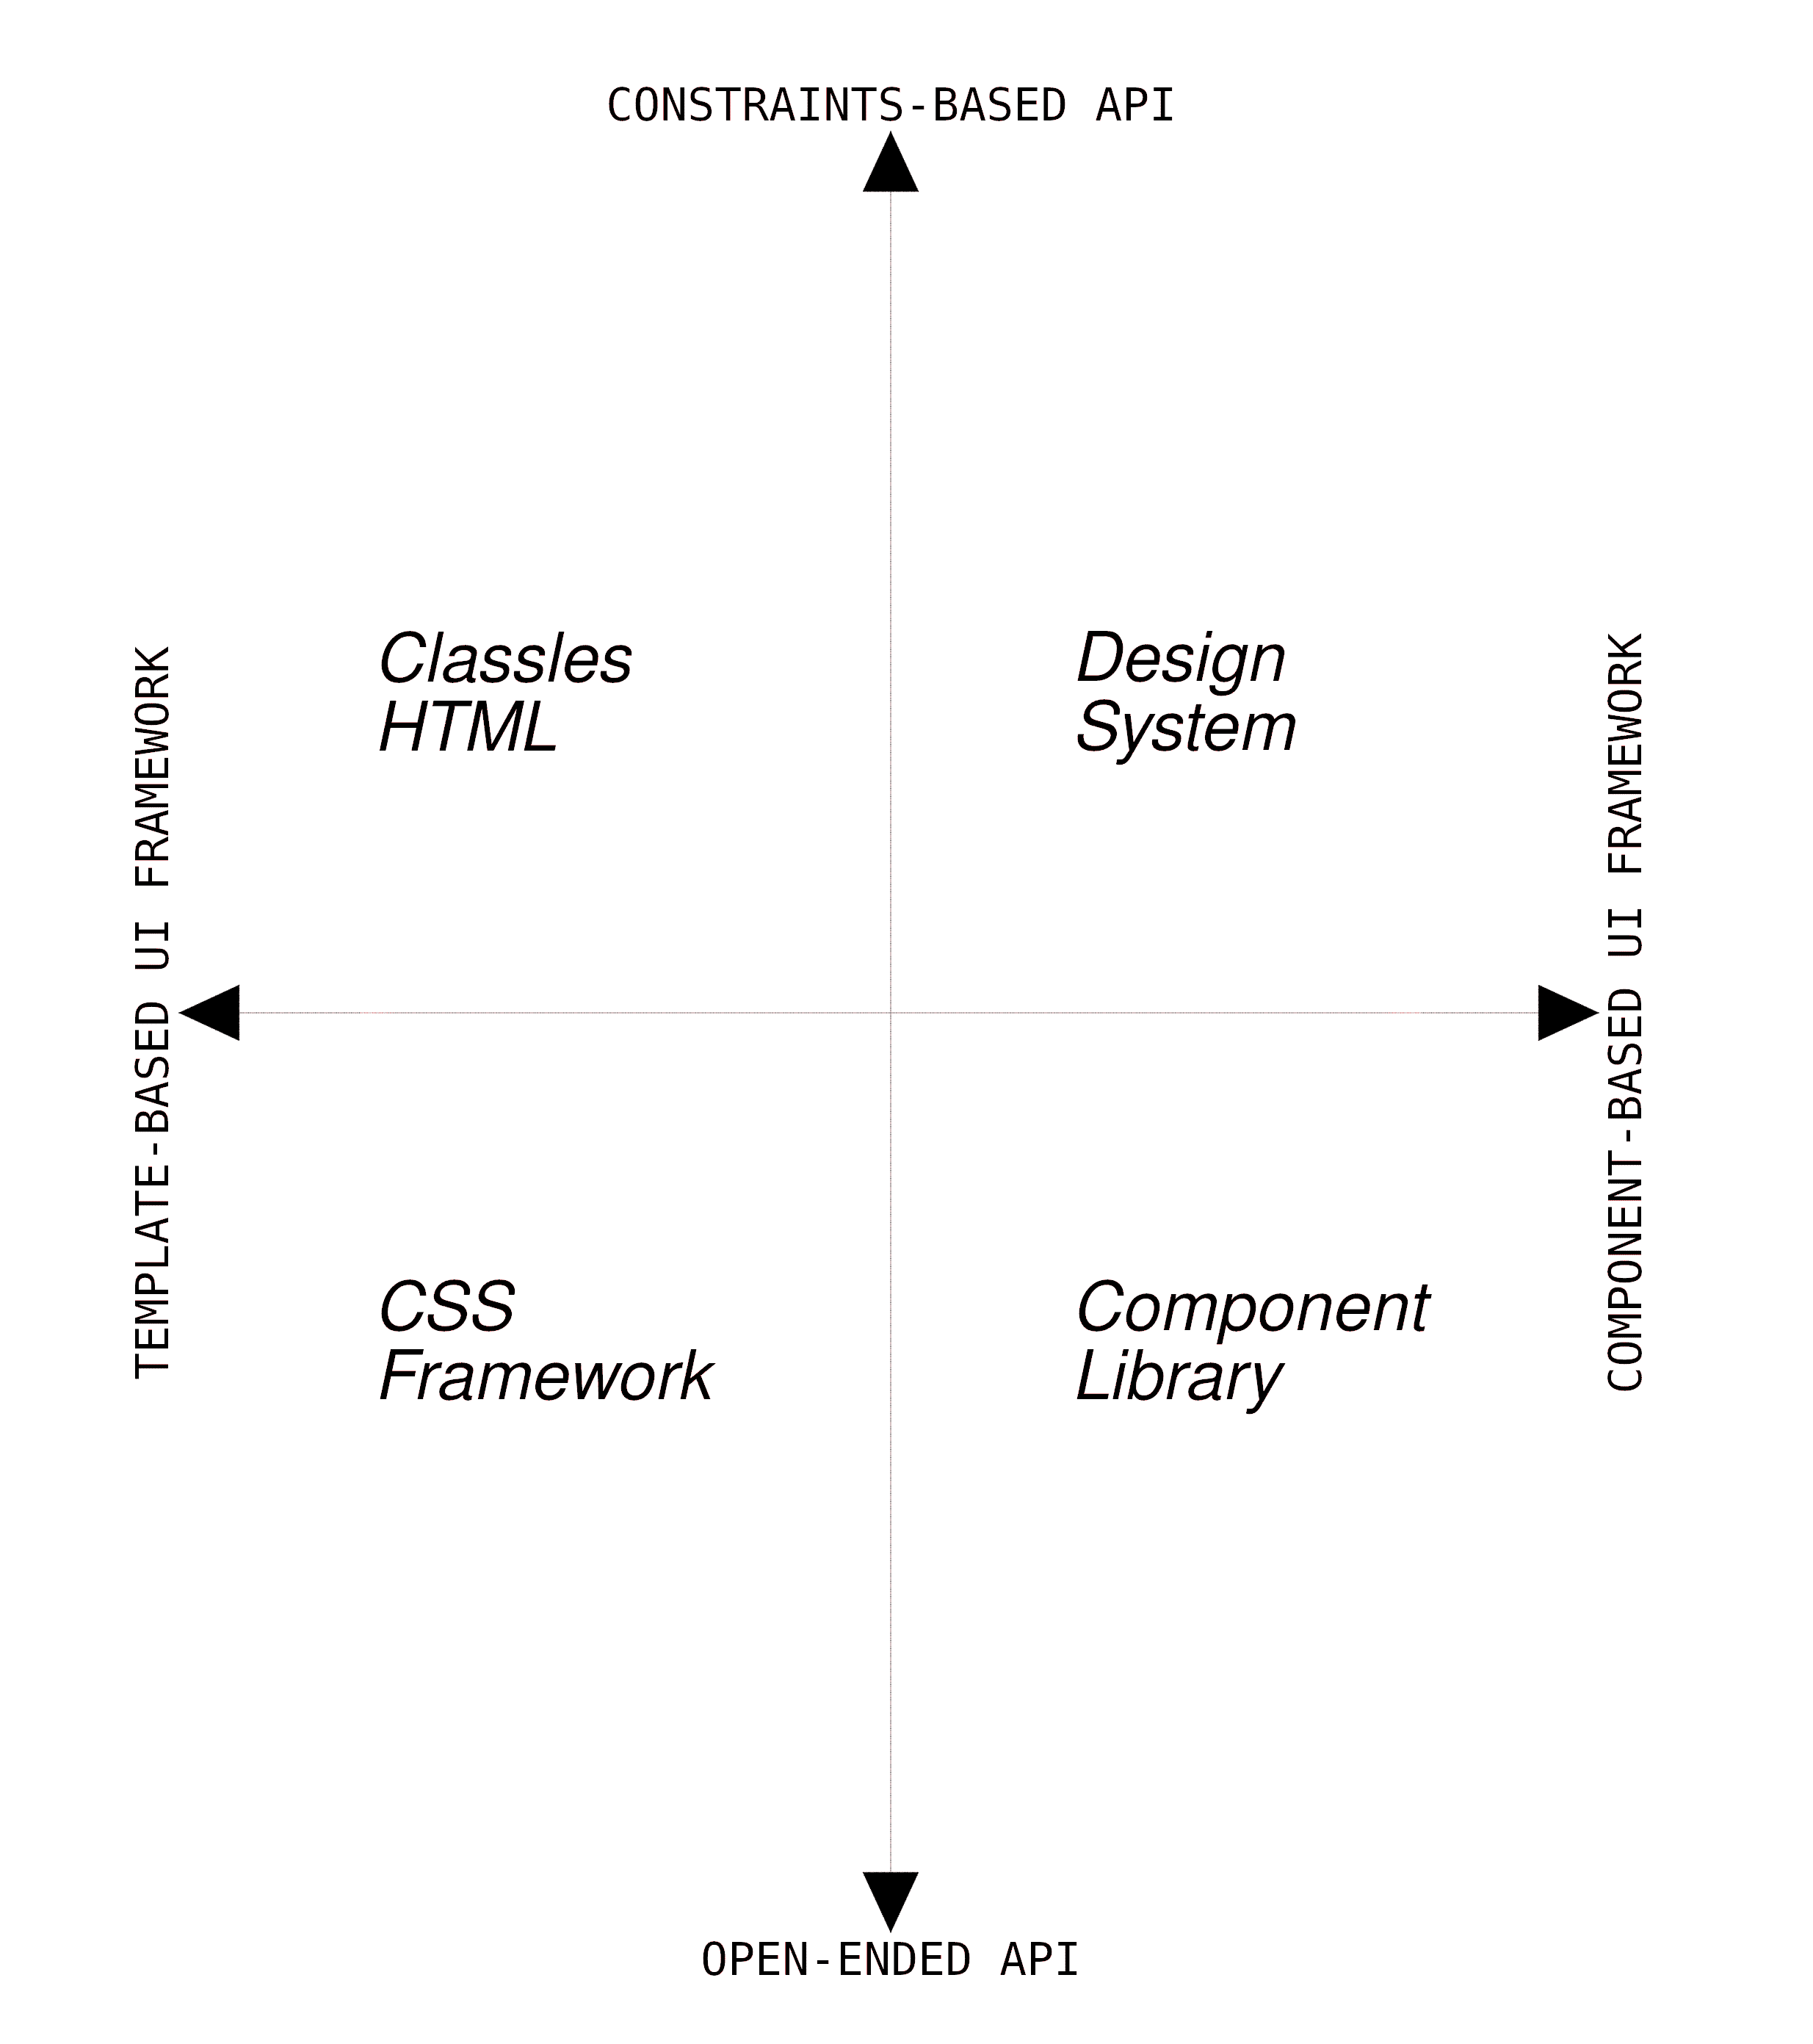 CONSTRAINTS-BASED API
TEMPLATE-BASED UI FRAMEWORK
Classles
HTML
Design
System
COMPONENT-BASED UI FRAMEWORK
CSS
Framework
Component
Library
OPEN-ENDED API